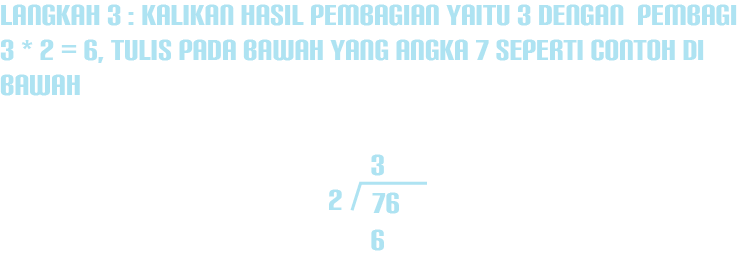 LANGKAH 3 : KALIKAN HASIL PEMBAGIAN YAITU 3 DENGAN PEMBAGI
3 * 2 = 6, TULIS PADA BAWAH YANG ANGKA 7 SEPERTI CONTOH DI
BAWAH
3
2 / 76
6